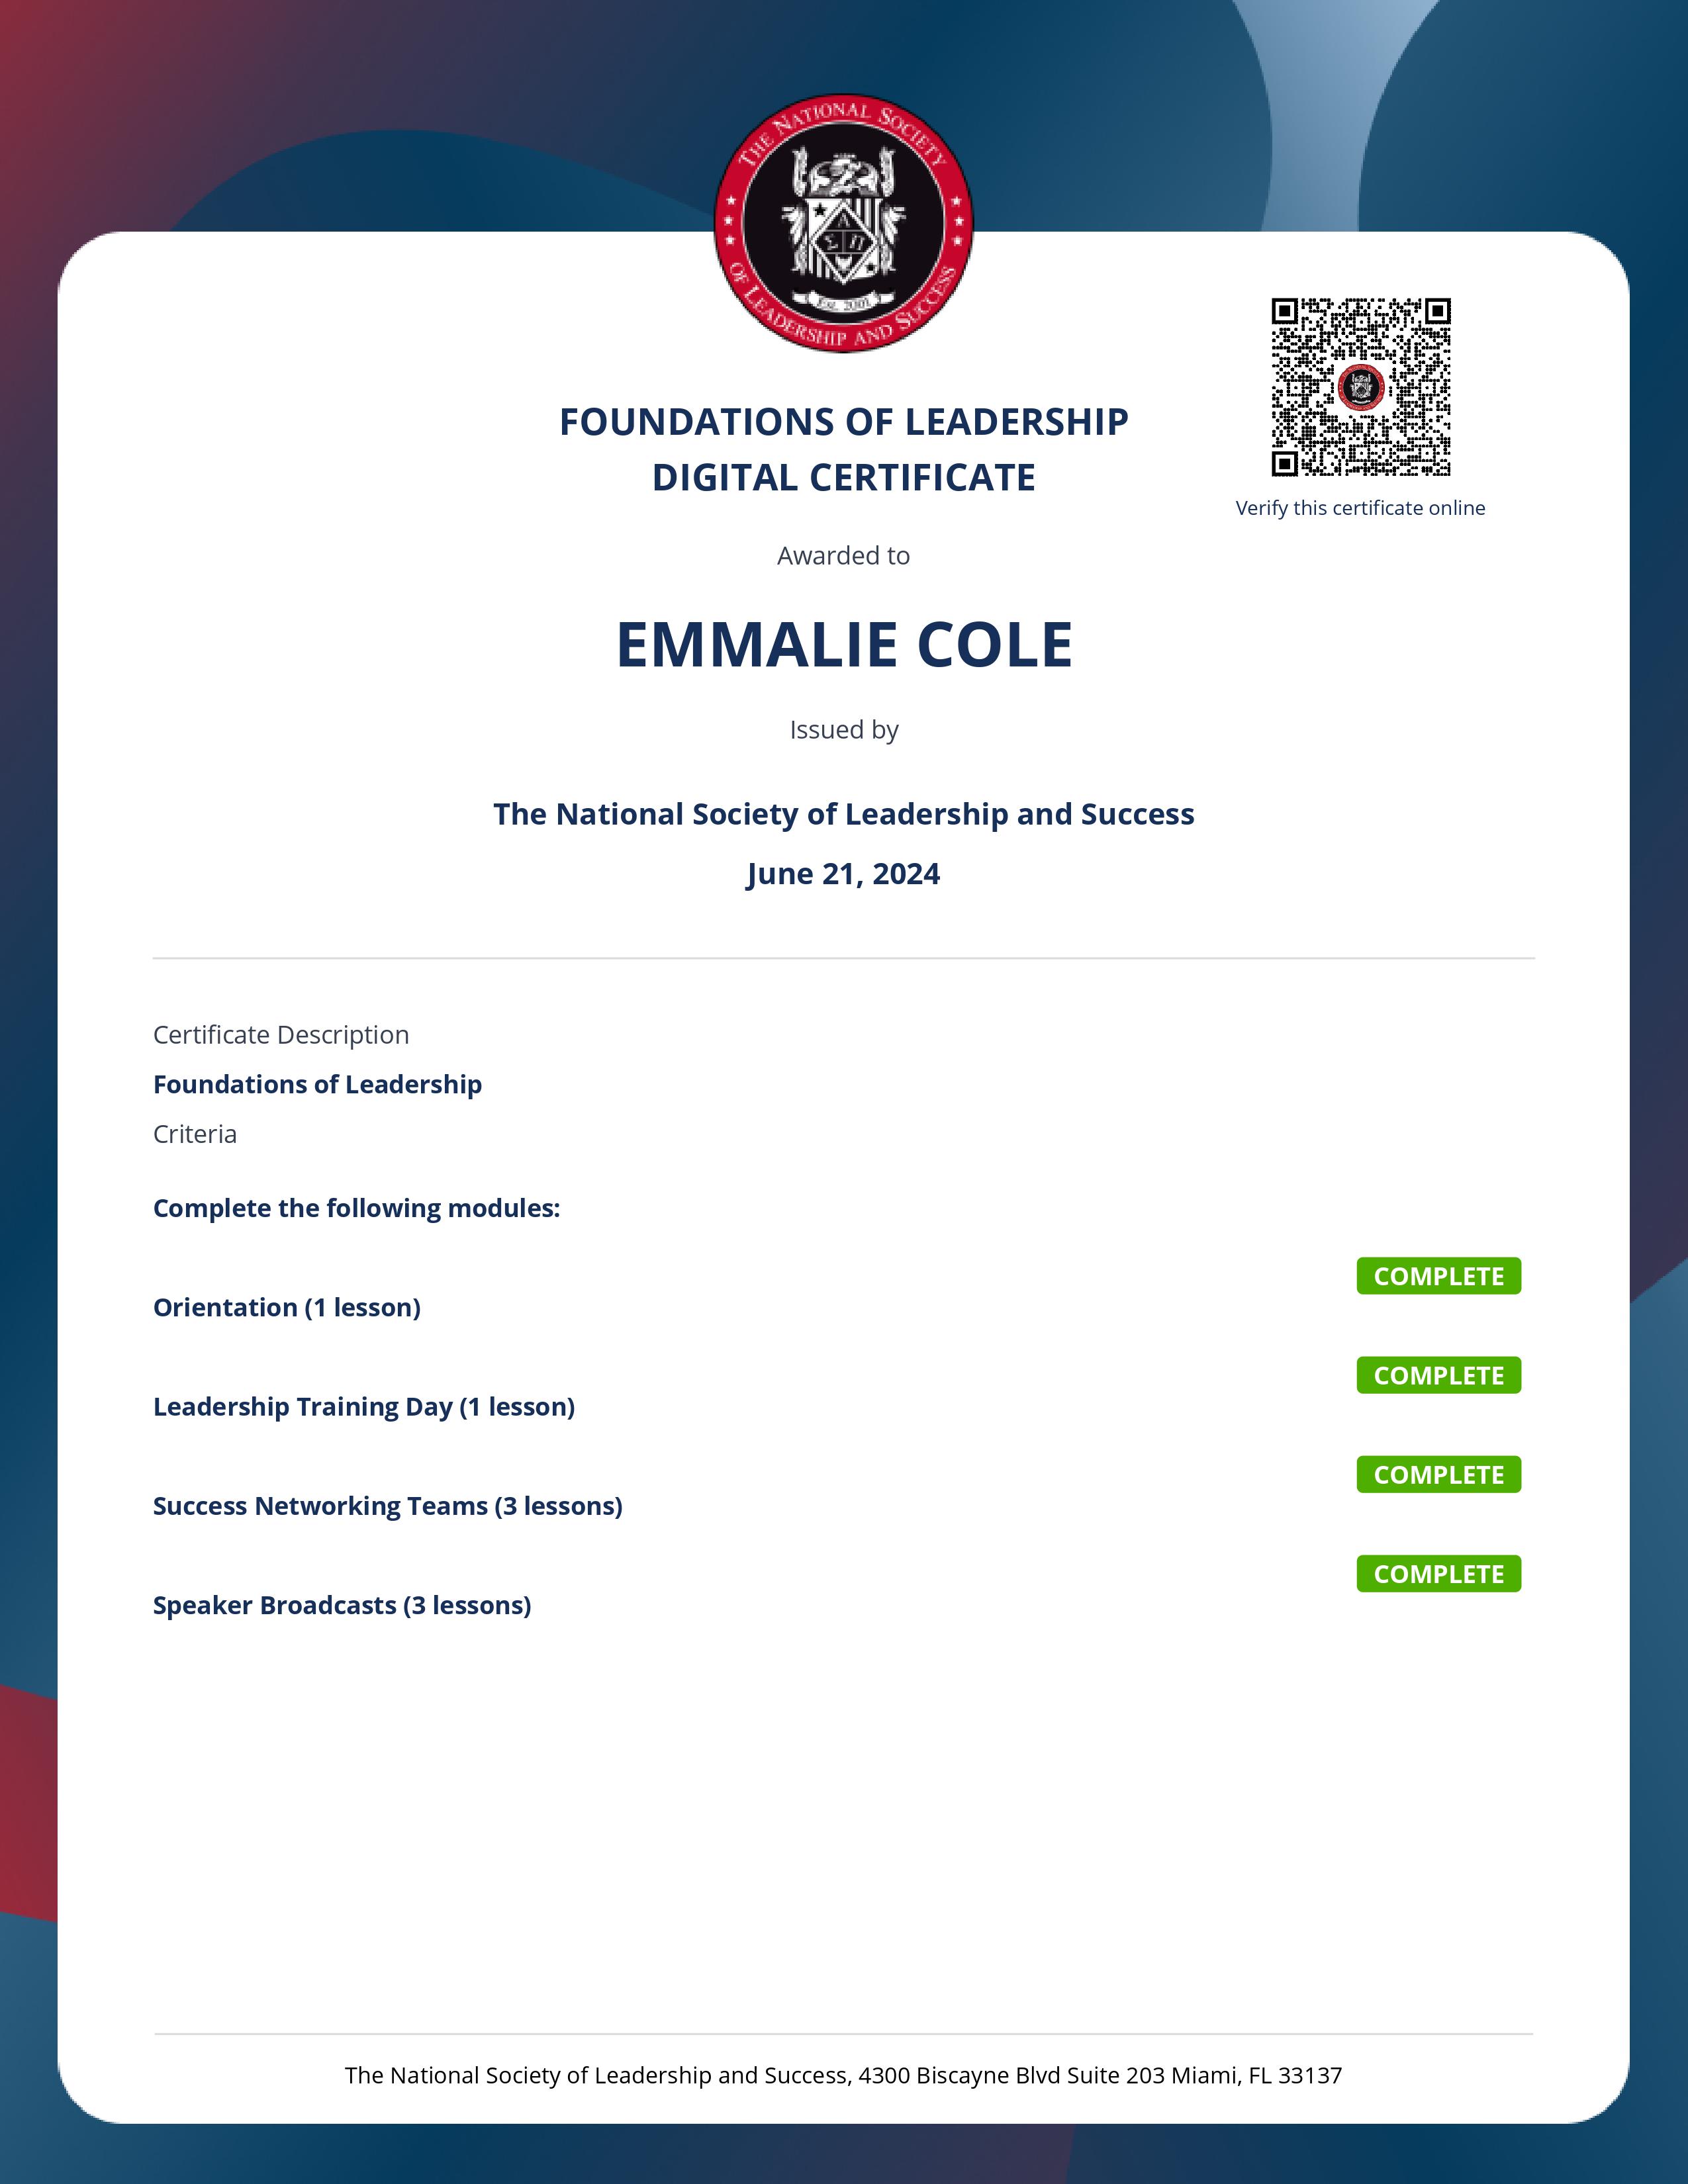 THE NATIONAL SOCIETY
OF LEADERSHIP AND SUCCESS
Λ
Σ Π
Est. 2001
FOUNDATIONS OF LEADERSHIP
DIGITAL CERTIFICATE
Verify this certificate online
Awarded to
EMMALIE COLE
Issued by
The National Society of Leadership and Success
June 21, 2024
Certificate Description
Foundations of Leadership
Criteria
Complete the following modules:
COMPLETE
Orientation (1 lesson)
COMPLETE
Leadership Training Day (1 lesson)
COMPLETE
Success Networking Teams (3 lessons)
COMPLETE
Speaker Broadcasts (3 lessons)
The National Society of Leadership and Success, 4300 Biscayne Blvd Suite 203 Miami, FL 33137